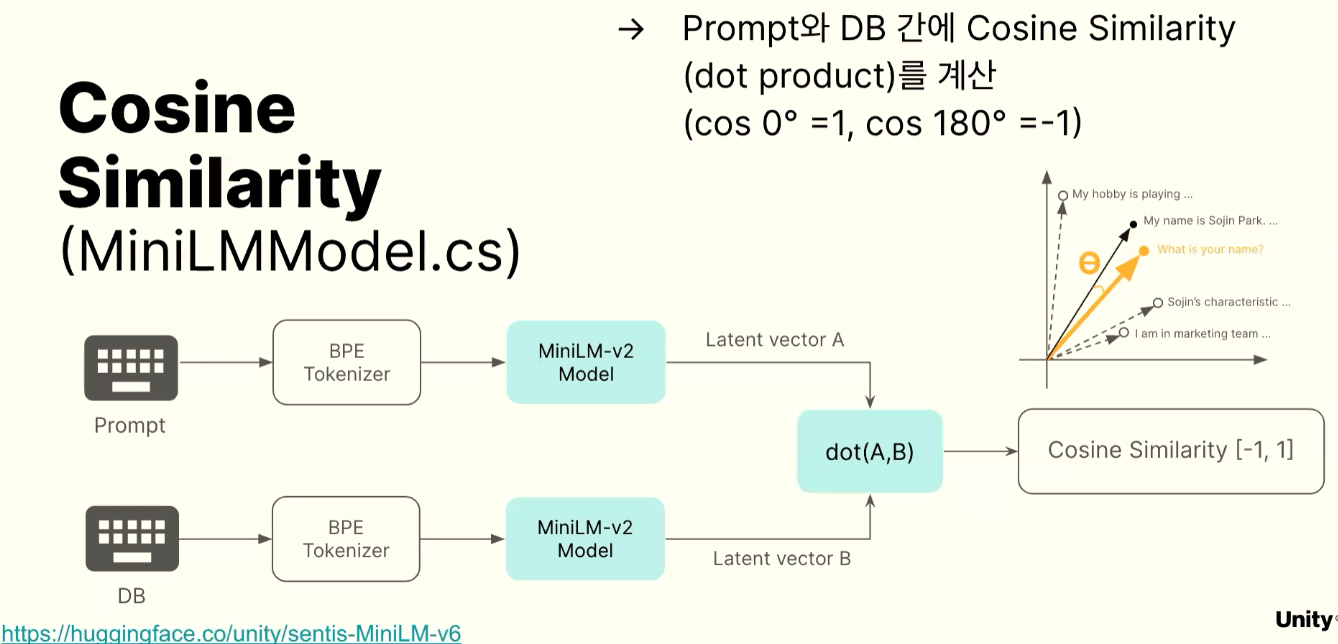 → Prompt와 DB 간에 Cosine Similarity
(dot product)를 계산
(cos 0° =1, cos 180° =-1)
Cosine
Similarity
(MiniLMModel.cs)
My hobby is playing ...
My name is Sojin Park. ...
What is your name?
Ɵ
Sojin's characteristic ...
I am in marketing team ...
Prompt
BPE
Tokenizer
MiniLM-v2
Model
Latent vector A
dot(A,B)
Cosine Similarity [-1, 1]
DB
BPE
Tokenizer
MiniLM-v2
Model
Latent vector B
https://huggingface.co/unity/sentis-MiniLM-v6
Unity